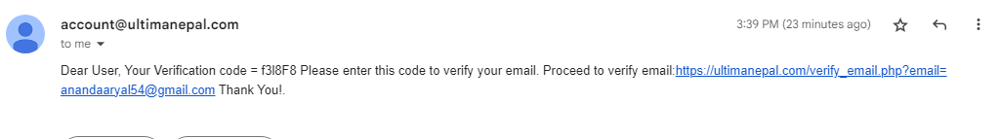 account@ultimanepal.com
3:39 PM (23 minutes ago)
to me
Dear User, Your Verification code = f3I8F8 Please enter this code to verify your email. Proceed to verify email:https://ultimanepal.com/verify_email.php?email=
anandaaryal54@gmail.com Thank You!.